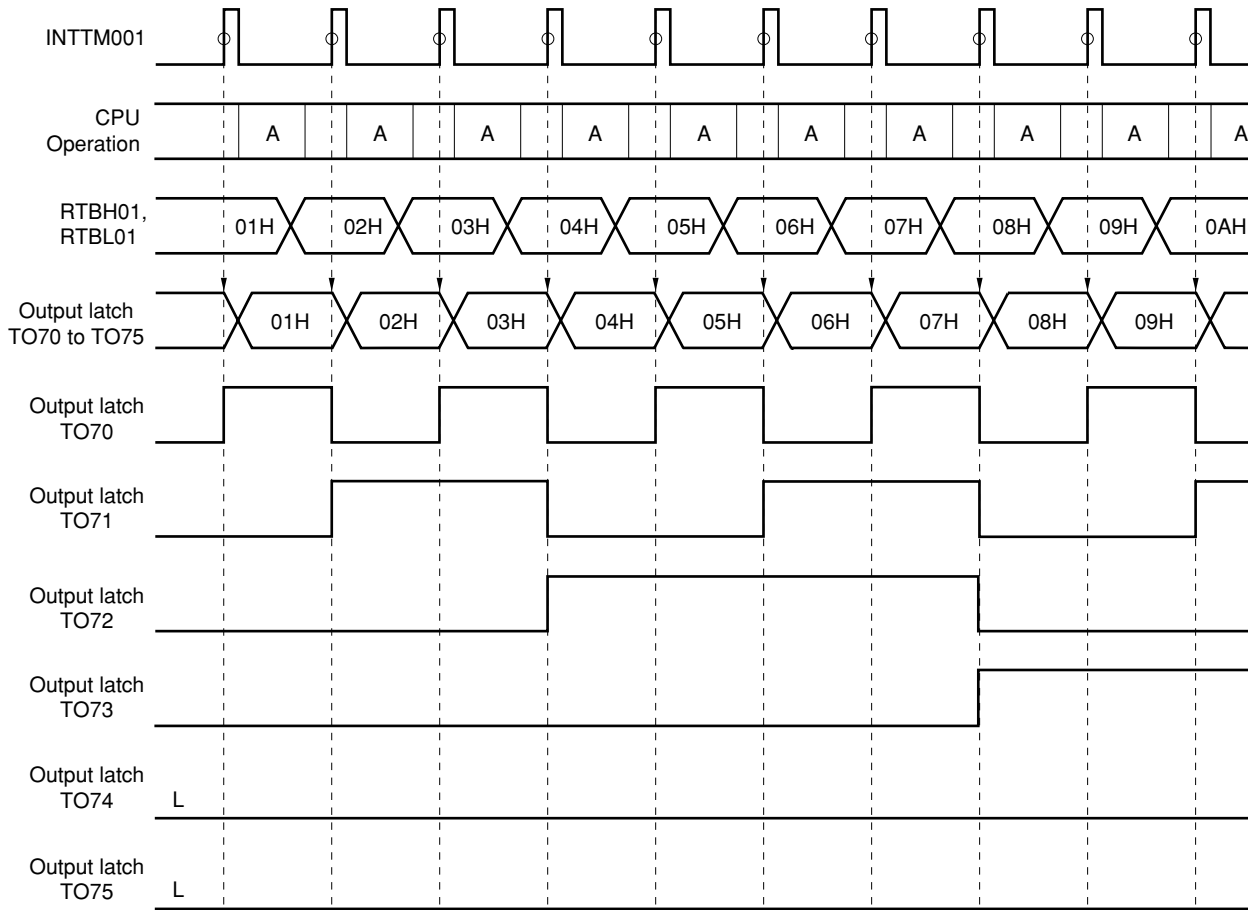 INTTM001
CPU
Operation
A A A A A A A A A A
RTBH01,
RTBL01
01H 02H 03H 04H 05H 06H 07H 08H 09H 0AH
Output latch
TO70 to TO75
01H 02H 03H 04H 05H 06H 07H 08H 09H
Output latch
TO70
Output latch
TO71
Output latch
TO72
Output latch
TO73
Output latch
TO74
L
Output latch
TO75
L